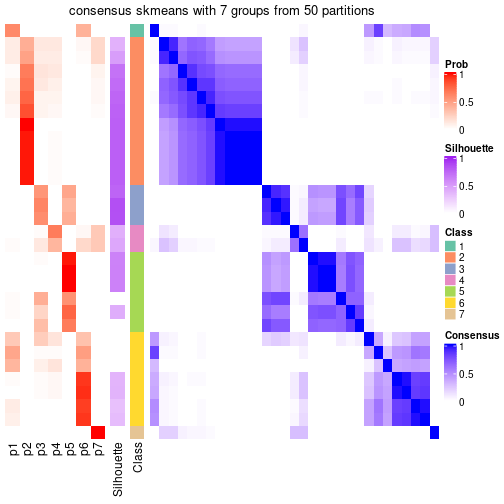 consensus skmeans with 7 groups from 50 partitions
Prob
1
0.5
0
Silhouette
1
0.5
0
Class
1
2
3
4
5
6
7
Consensus
1
0.5
0
p1
p2
p3
p4
p5
p6
p7
Silhouette
Class